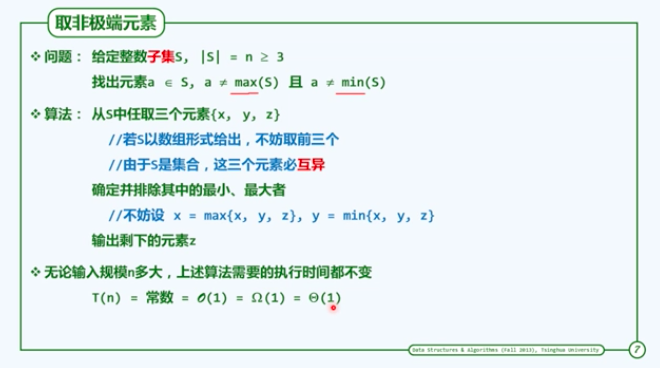 取非极端元素
❖ 问题： 给定整数子集S, |S| = n ≥ 3
找出元素a ∈ S, a ≠ max(S) 且 a ≠ min(S)
❖ 算法： 从S中任取三个元素{x, y, z}
//若S以数组形式给出，不妨取前三个
//由于S是集合，这三个元素必互异
确定并排除其中的最小、最大者
//不妨设 x = max{x, y, z}, y = min{x, y, z}
输出剩下的元素z
❖ 无论输入规模n多大，上述算法需要的执行时间都不变
T(n) = 常数 = O(1) = Ω(1) = Θ(1)
Data Structures & Algorithms (Fall 2013), Tsinghua University
7